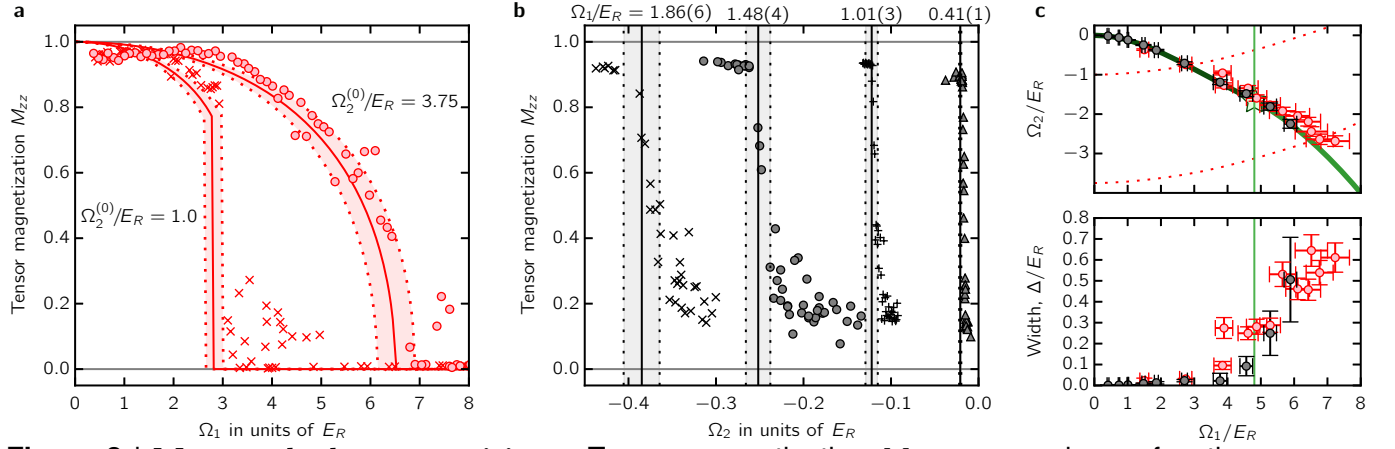 a
Tensor magnetization M_zz
1.0
0.8
0.6
0.4
0.2
0.0
Ω_2^(0)/E_R = 3.75
Ω_2^(0)/E_R = 1.0
0 1 2 3 4 5 6 7 8
Ω_1 in units of E_R
b
Ω_1/E_R = 1.86(6) 1.48(4) 1.01(3) 0.41(1)
Tensor magnetization M_zz
1.0
0.8
0.6
0.4
0.2
0.0
−0.4 −0.3 −0.2 −0.1 0.0
Ω_2 in units of E_R
c
Ω_2/E_R
0
−1
−2
−3
Width, Δ/E_R
0.8
0.7
0.6
0.5
0.4
0.3
0.2
0.1
0.0
0 1 2 3 4 5 6 7 8
Ω_1/E_R